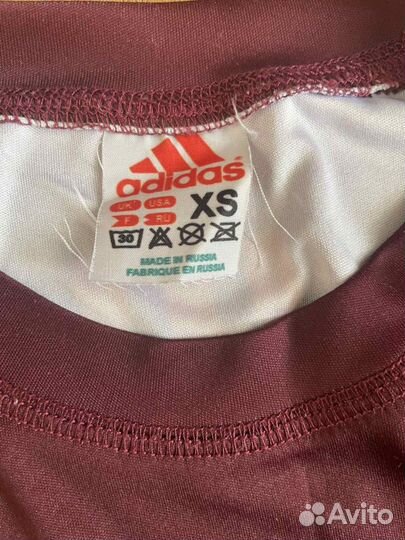 adidas
UK USA XS
F RU
30
MADE IN RUSSIA
FABRIQUE EN RUSSIA
Avito